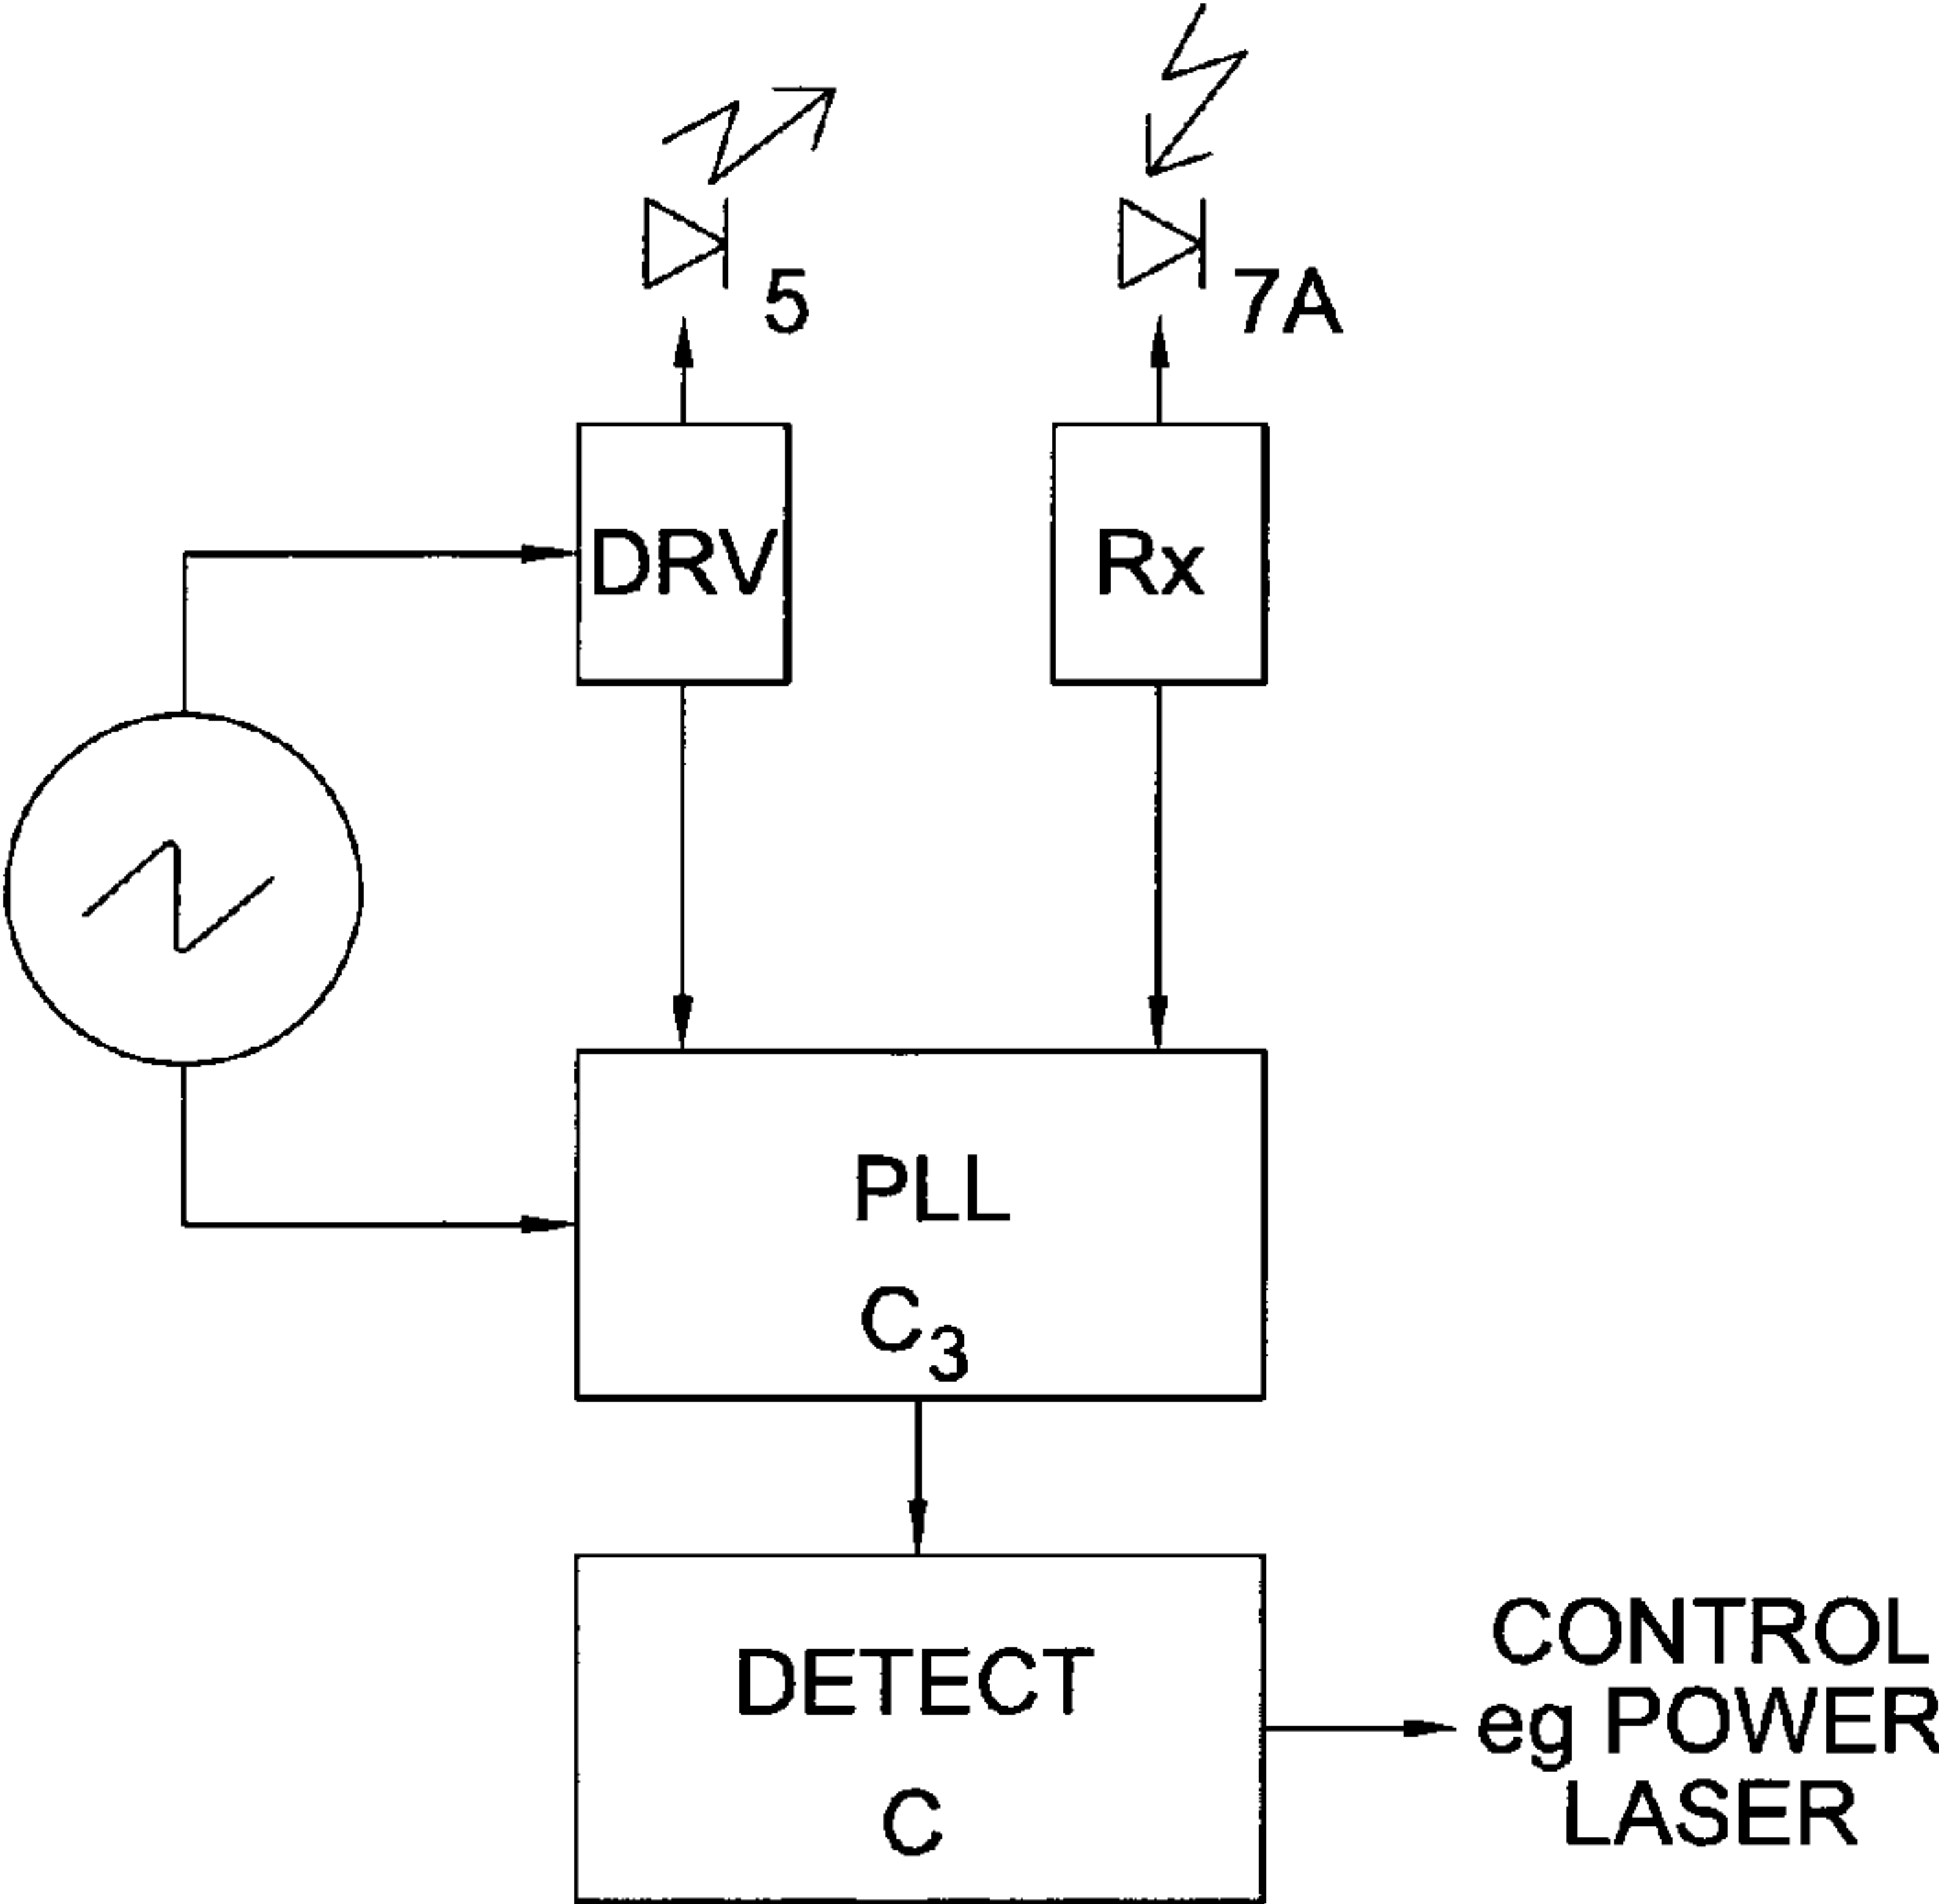 5
7A
DRV
Rx
PLL
C3
DETECT
C
CONTROL
eg POWER
LASER